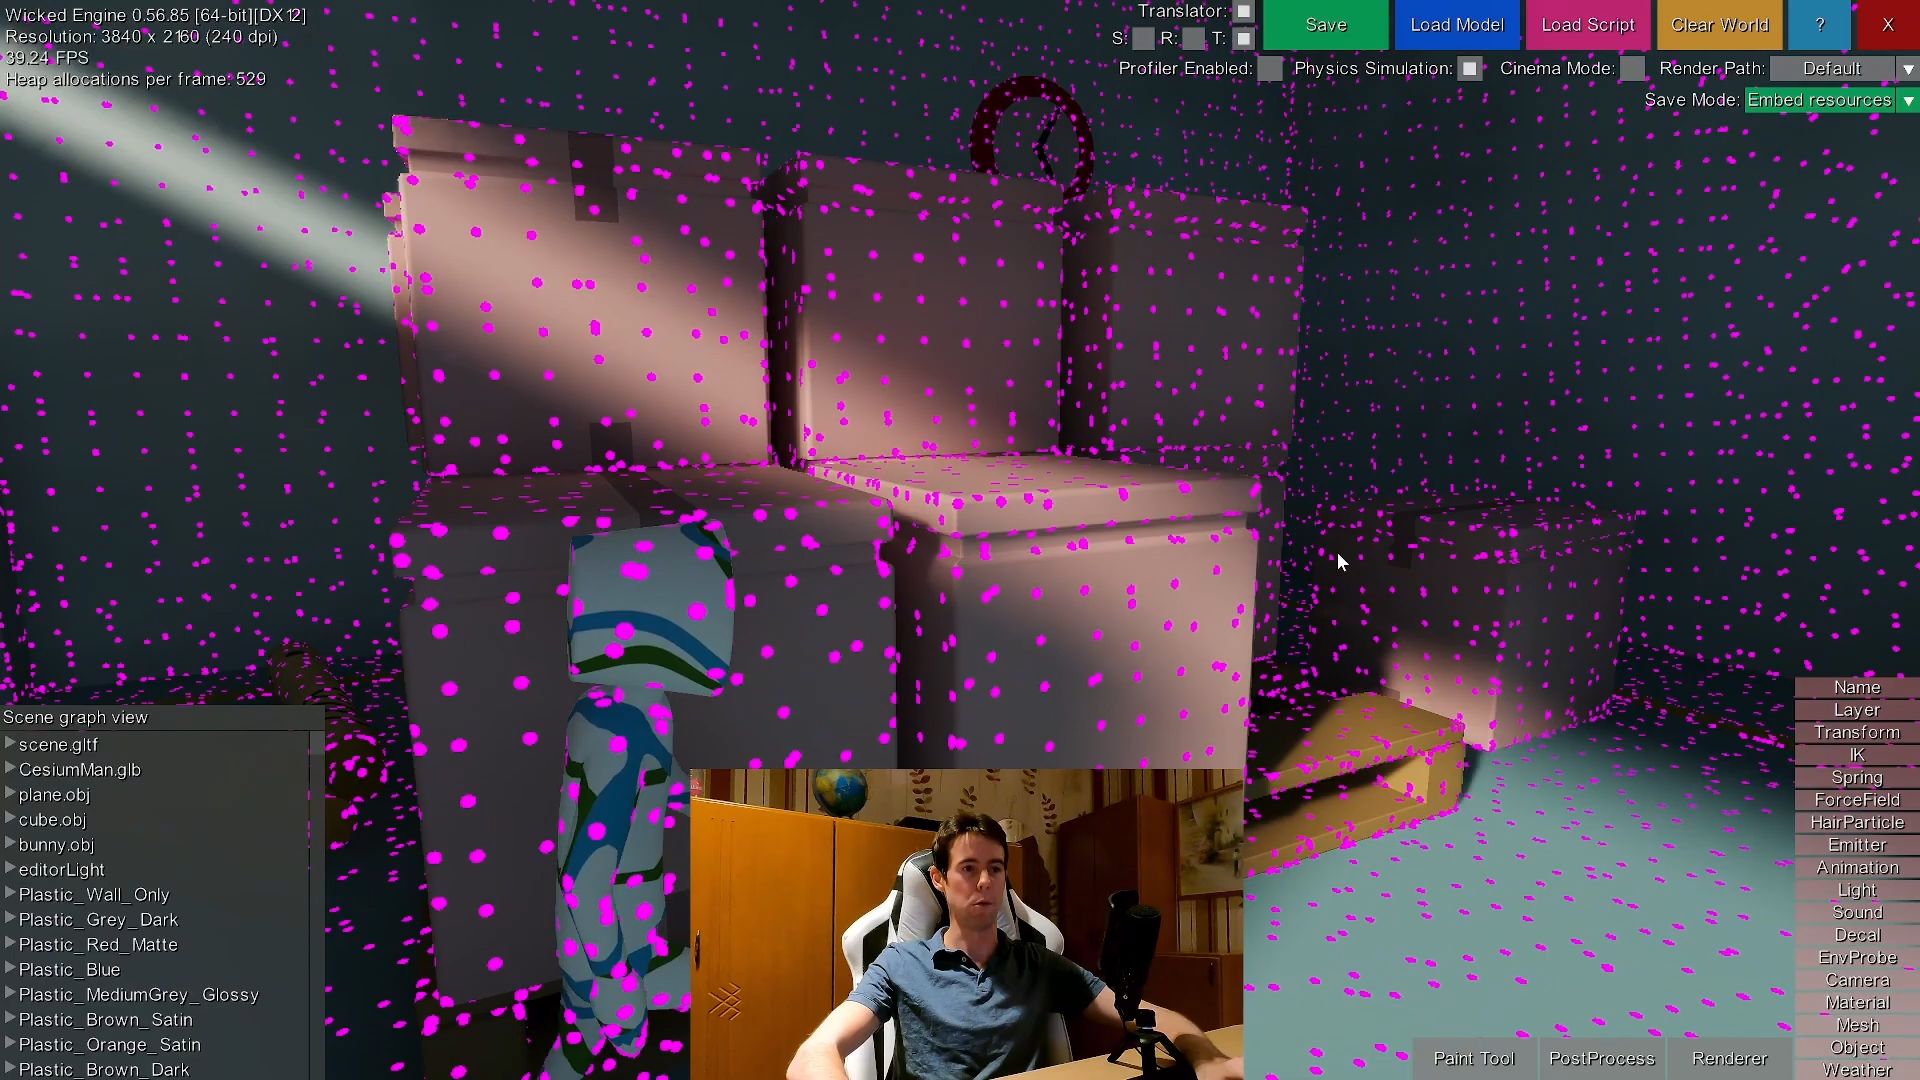 Wicked Engine 0.56.85 [64-bit][DX12]
Resolution: 3840 x 2160 (240 dpi)
39.24 FPS
Heap allocations per frame: 529
Translator:
Save
Load Model
Load Script
Clear World
?
X
S: R: T:
Profiler Enabled:
Physics Simulation:
Cinema Mode:
Render Path: Default
Save Mode: Embed resources
Scene graph view
scene.gltf
CesiumMan.glb
plane.obj
cube.obj
bunny.obj
editorLight
Plastic_Wall_Only
Plastic_Grey_Dark
Plastic_Red_Matte
Plastic_Blue
Plastic_MediumGrey_Glossy
Plastic_Brown_Satin
Plastic_Orange_Satin
Plastic_Brown_Dark
Name
Layer
Transform
IK
Spring
ForceField
HairParticle
Emitter
Animation
Light
Sound
Decal
EnvProbe
Camera
Material
Mesh
Object
Weather
Paint Tool
PostProcess
Renderer